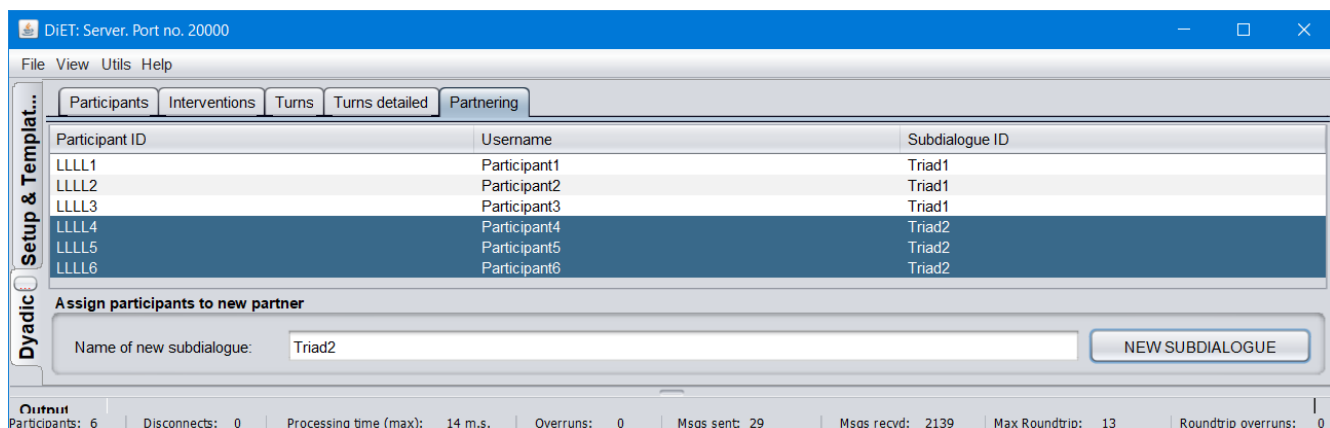 DiET: Server. Port no. 20000
File View Utils Help
Setup & Templat...
Dyadic
Participants Interventions Turns Turns detailed Partnering
Participant ID Username Subdialogue ID
LLLL1 Participant1 Triad1
LLLL2 Participant2 Triad1
LLLL3 Participant3 Triad1
LLLL4 Participant4 Triad2
LLLL5 Participant5 Triad2
LLLL6 Participant6 Triad2
Assign participants to new partner
Name of new subdialogue: Triad2 NEW SUBDIALOGUE
Output
Participants: 6 Disconnects: 0 Processing time (max): 14 m.s. Overruns: 0 Msgs sent: 29 Msgs recvd: 2139 Max Roundtrip: 13 Roundtrip overruns: 0